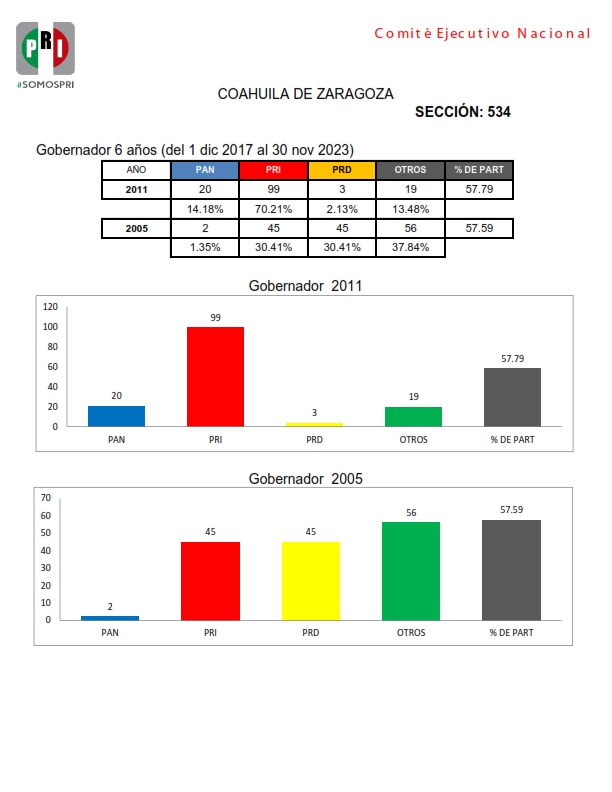 Comité Ejecutivo Nacional
PRI
#SOMOSPRI
COAHUILA DE ZARAGOZA
SECCIÓN: 534
Gobernador 6 años (del 1 dic 2017 al 30 nov 2023)
AÑO PAN PRI PRD OTROS % DE PART
2011 20 99 3 19 57.79
14.18% 70.21% 2.13% 13.48%
2005 2 45 45 56 57.59
1.35% 30.41% 30.41% 37.84%
Gobernador 2011
120
100
80
60
40
20
0
20 99 3 19 57.79
PAN PRI PRD OTROS % DE PART
Gobernador 2005
70
60
50
40
30
20
10
0
2 45 45 56 57.59
PAN PRI PRD OTROS % DE PART